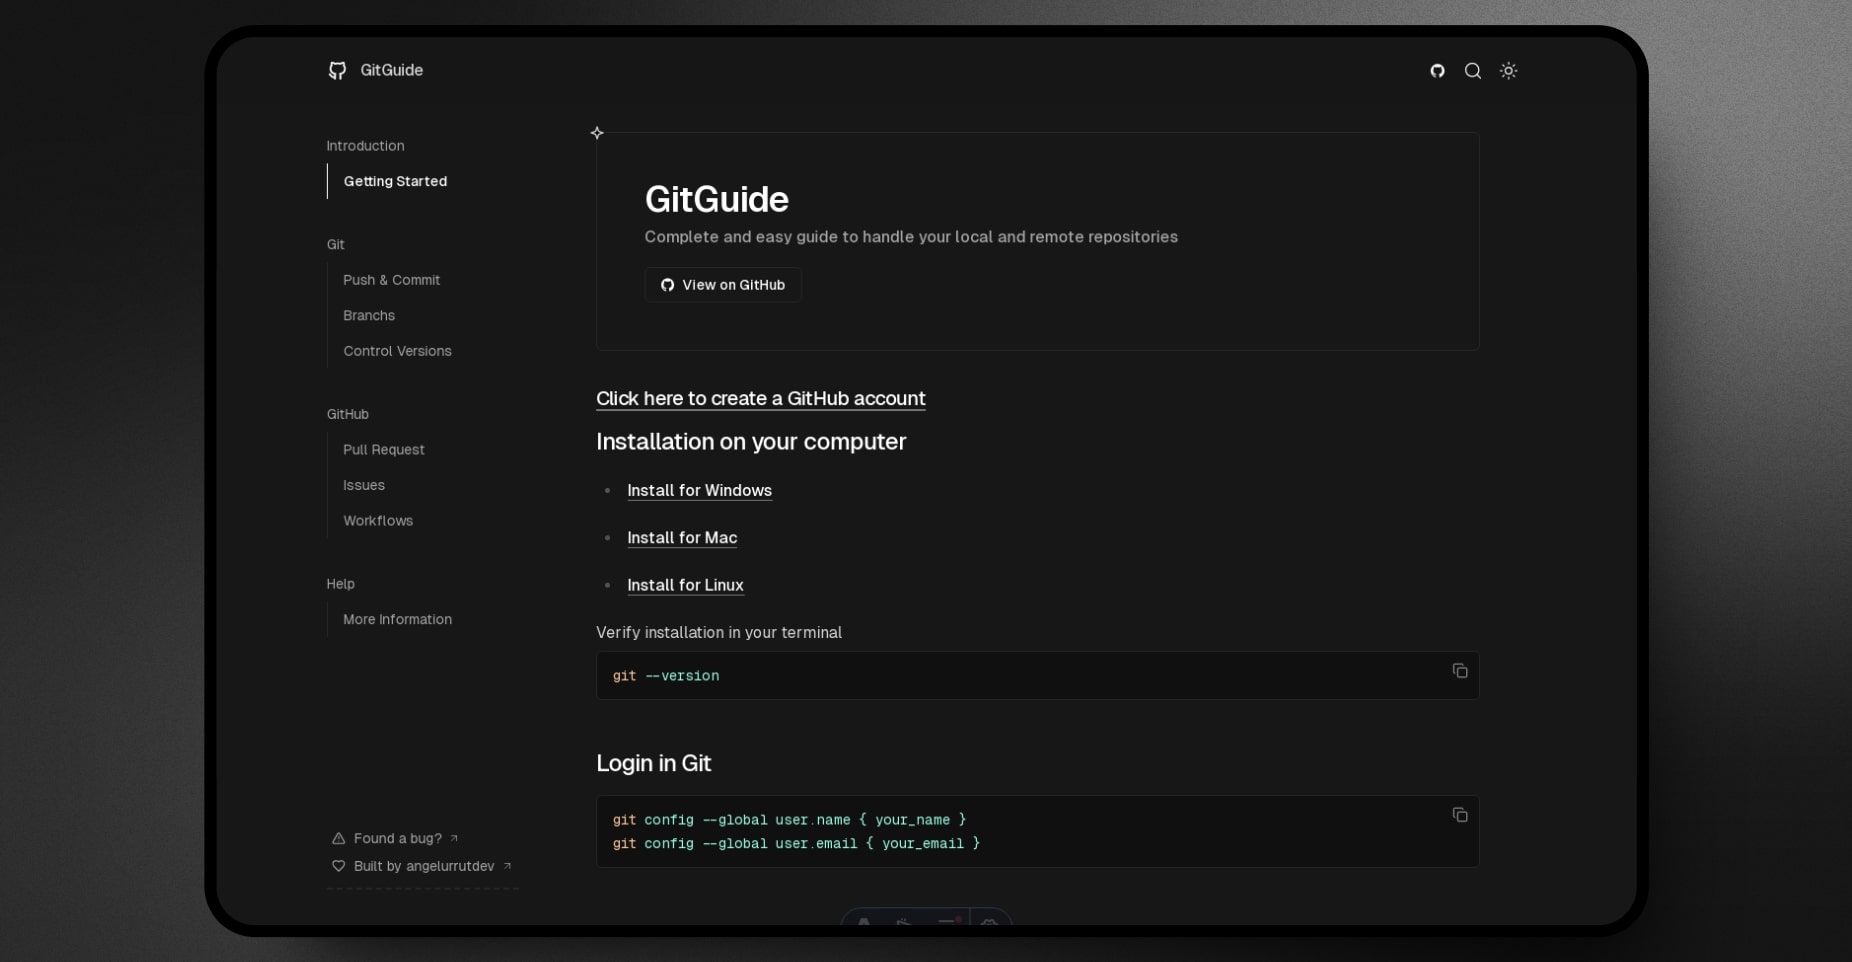 GitGuide
Introduction
Getting Started
Git
Push & Commit
Branchs
Control Versions
GitHub
Pull Request
Issues
Workflows
Help
More Information
Found a bug?
Built by angelurrutdev
GitGuide
Complete and easy guide to handle your local and remote repositories
View on GitHub
Click here to create a GitHub account
Installation on your computer
Install for Windows
Install for Mac
Install for Linux
Verify installation in your terminal
git --version
Login in Git
git config --global user.name { your_name }
git config --global user.email { your_email }